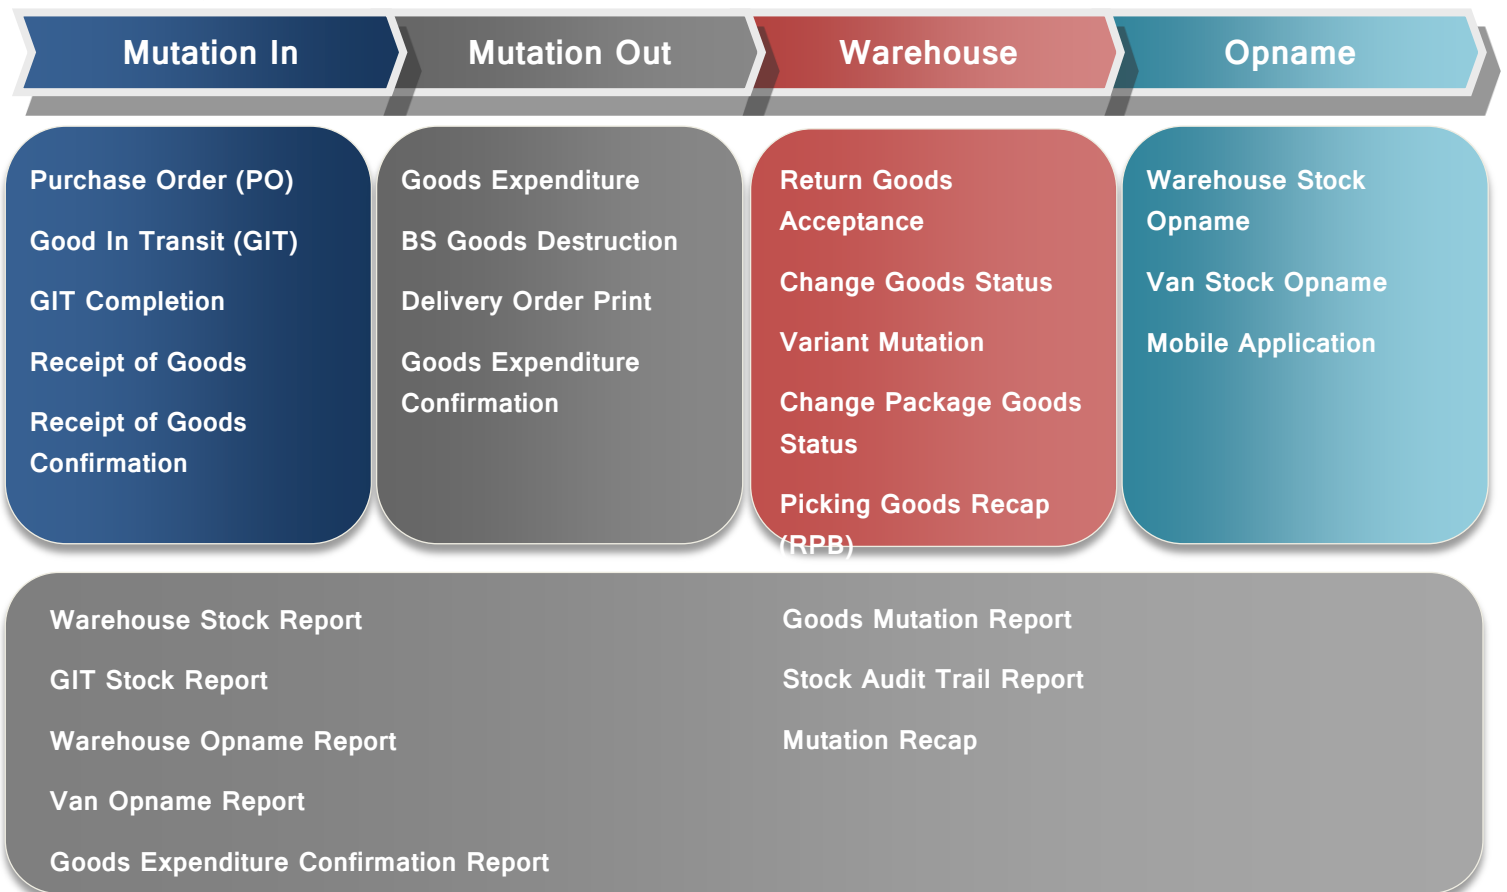 Mutation In
Mutation Out
Warehouse
Opname
Purchase Order (PO)
Good In Transit (GIT)
GIT Completion
Receipt of Goods
Receipt of Goods
Confirmation
Goods Expenditure
BS Goods Destruction
Delivery Order Print
Goods Expenditure
Confirmation
Return Goods
Acceptance
Change Goods Status
Variant Mutation
Change Package Goods
Status
Picking Goods Recap
(RPB)
Warehouse Stock
Opname
Van Stock Opname
Mobile Application
Warehouse Stock Report
GIT Stock Report
Warehouse Opname Report
Van Opname Report
Goods Expenditure Confirmation Report
Goods Mutation Report
Stock Audit Trail Report
Mutation Recap